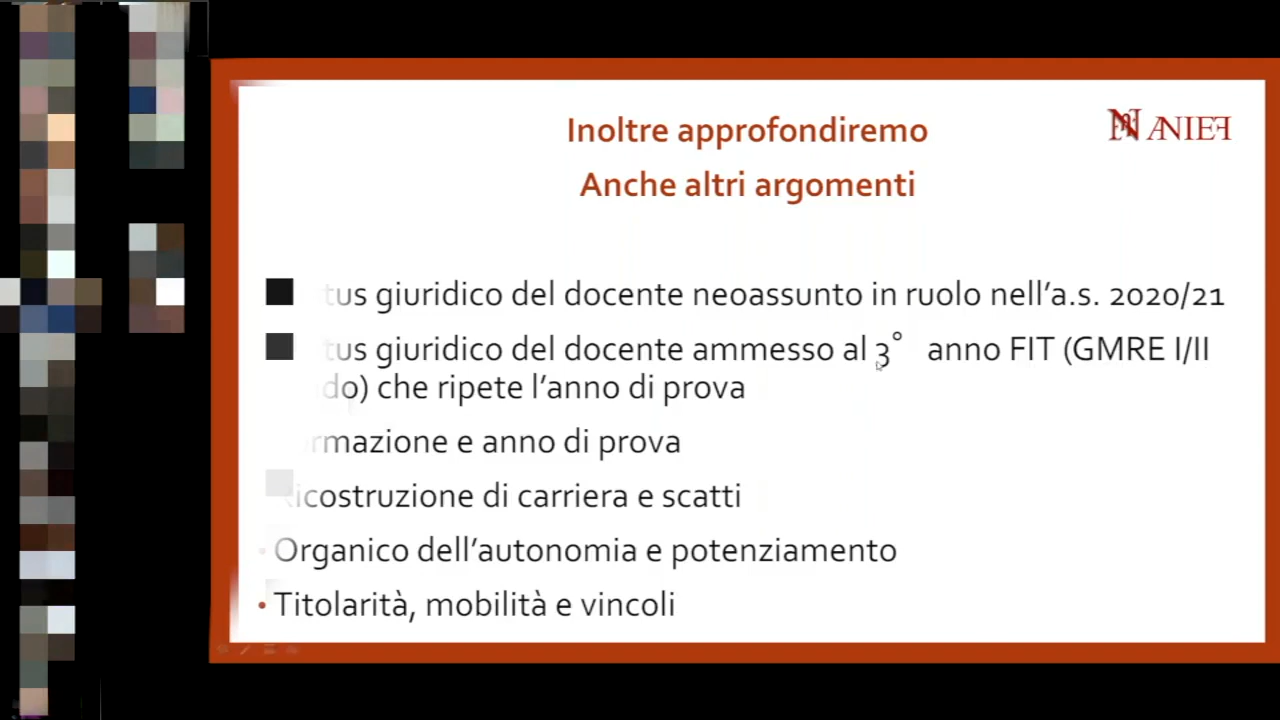 Inoltre approfondiremo
ANIEF
Anche altri argomenti
tus giuridico del docente neoassunto in ruolo nell'a.s. 2020/21
tus giuridico del docente ammesso al 3° anno FIT (GMRE I/II
do) che ripete l'anno di prova
rmazione e anno di prova
icostruzione di carriera e scatti
• Organico dell'autonomia e potenziamento
• Titolarità, mobilità e vincoli